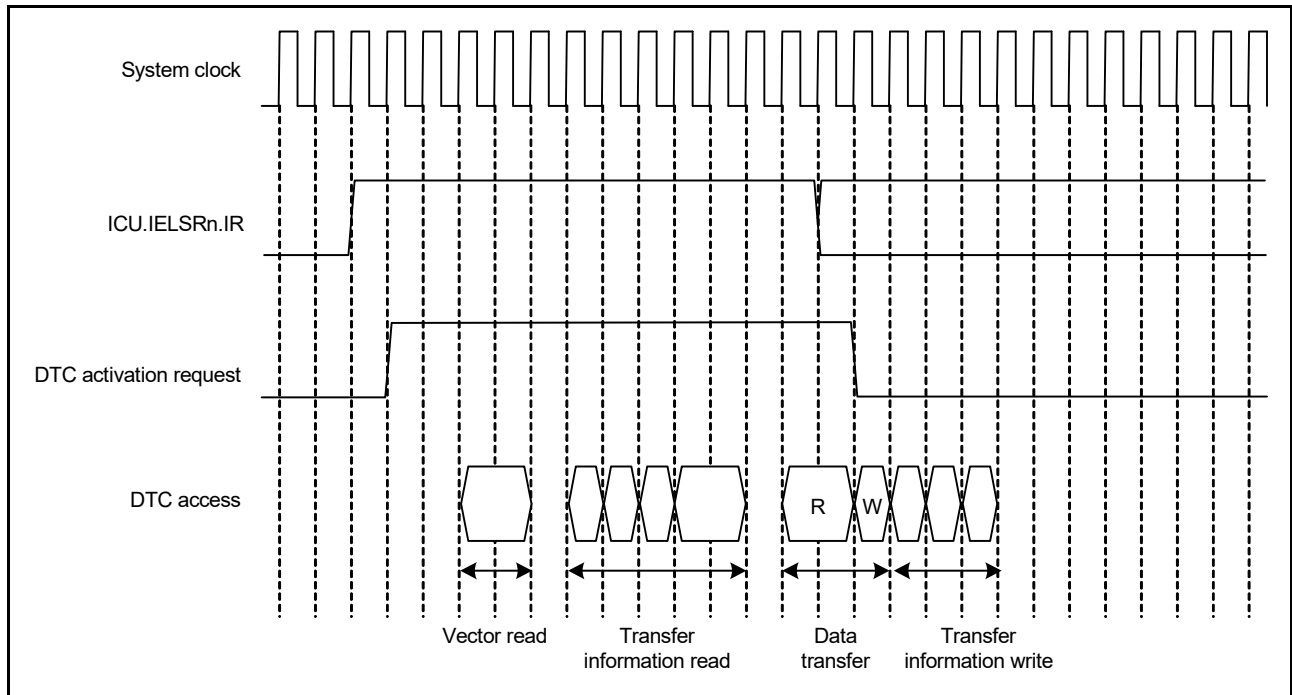 System clock
ICU.IELSRn.IR
DTC activation request
DTC access
R
W
Vector read
Transfer
information read
Data
transfer
Transfer
information write